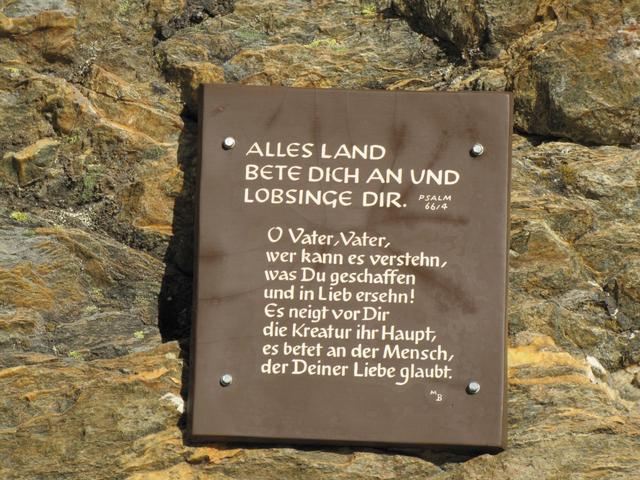 ALLES LAND
BETE DICH AN UND
LOBSINGE DIR. PSALM
66/4
O Vater, Vater,
wer kann es verstehn,
was Du geschaffen
und in Lieb ersehn!
Es neigt vor Dir
die Kreatur ihr Haupt,
es betet an der Mensch,
der Deiner Liebe glaubt.
MB